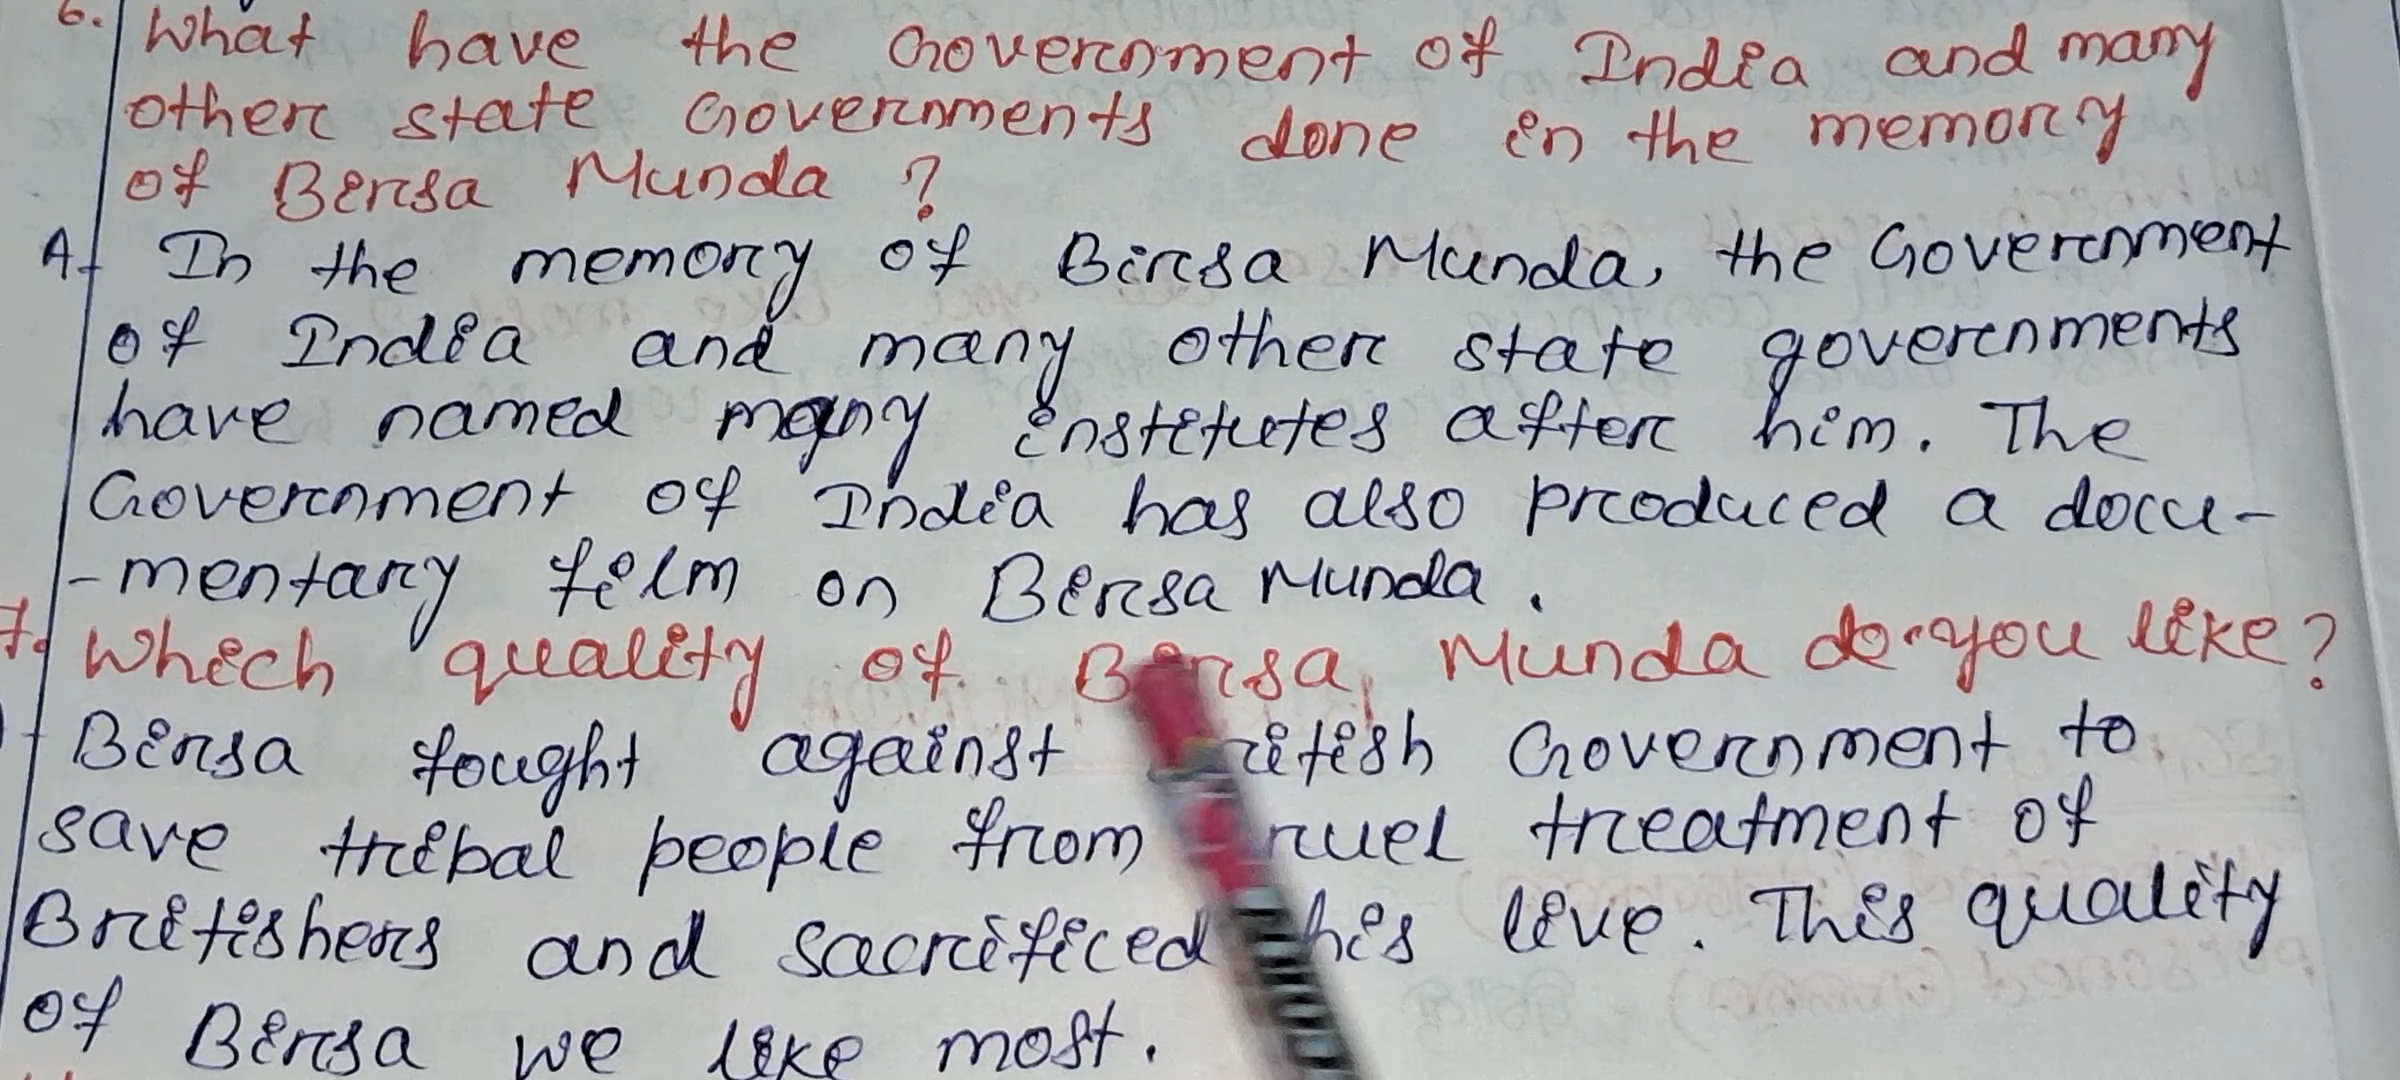 6. What have the Government of India and many
other state Governments done in the memory
of Birsa Munda ?
A. In the memory of Birsa Munda, the Government
of India and many other state governments
have named many institutes after him. The
Government of India has also produced a docu-
-mentary film on Birsa Munda.
7. Which quality of Birsa Munda do you like?
Birsa fought against Government to
save tribal people from treatment of
Britishers and sacrificed his live. This quality
of Birsa we like most.